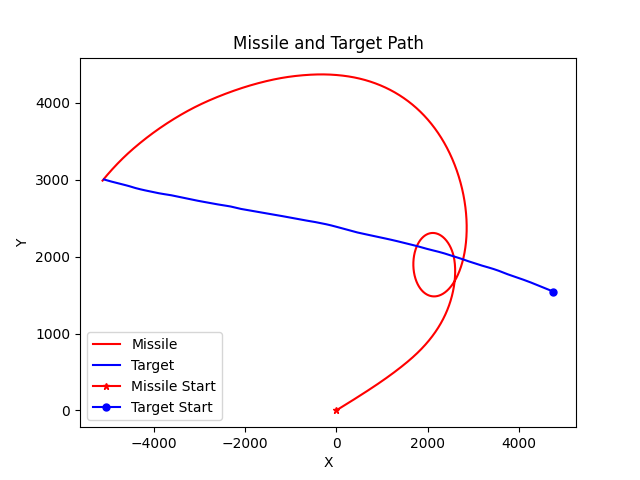 Missile and Target Path
Y
4000
3000
2000
1000
0
Missile
Target
Missile Start
Target Start
−4000 −2000 0 2000 4000
X